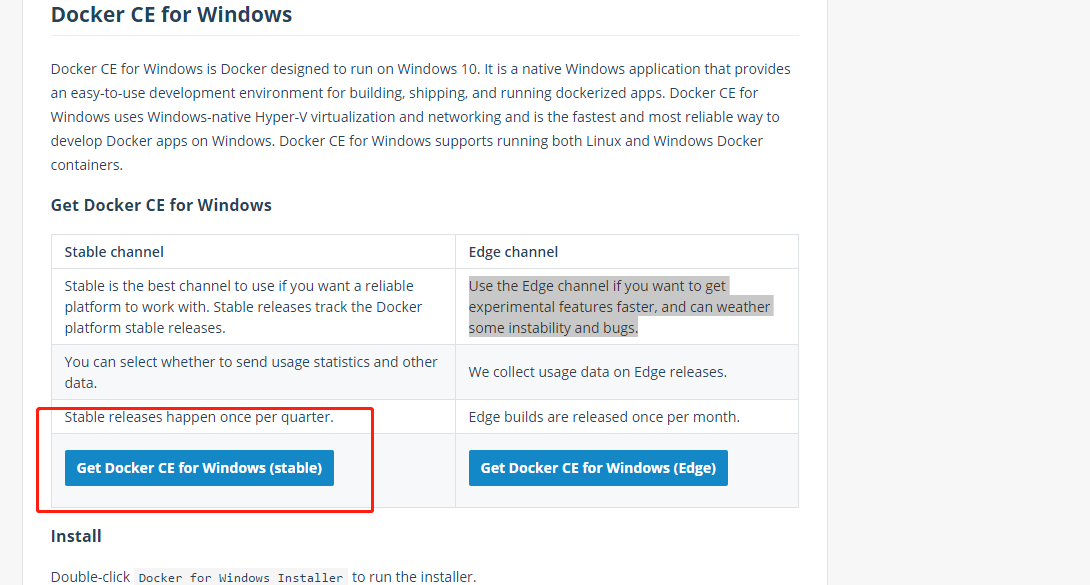 Docker CE for Windows
Docker CE for Windows is Docker designed to run on Windows 10. It is a native Windows application that provides
an easy-to-use development environment for building, shipping, and running dockerized apps. Docker CE for
Windows uses Windows-native Hyper-V virtualization and networking and is the fastest and most reliable way to
develop Docker apps on Windows. Docker CE for Windows supports running both Linux and Windows Docker
containers.
Get Docker CE for Windows
Stable channel
Edge channel
Stable is the best channel to use if you want a reliable
platform to work with. Stable releases track the Docker
platform stable releases.
Use the Edge channel if you want to get
experimental features faster, and can weather
some instability and bugs.
You can select whether to send usage statistics and other
data.
We collect usage data on Edge releases.
Stable releases happen once per quarter.
Edge builds are released once per month.
Get Docker CE for Windows (stable)
Get Docker CE for Windows (Edge)
Install
Double-click Docker for Windows Installer to run the installer.